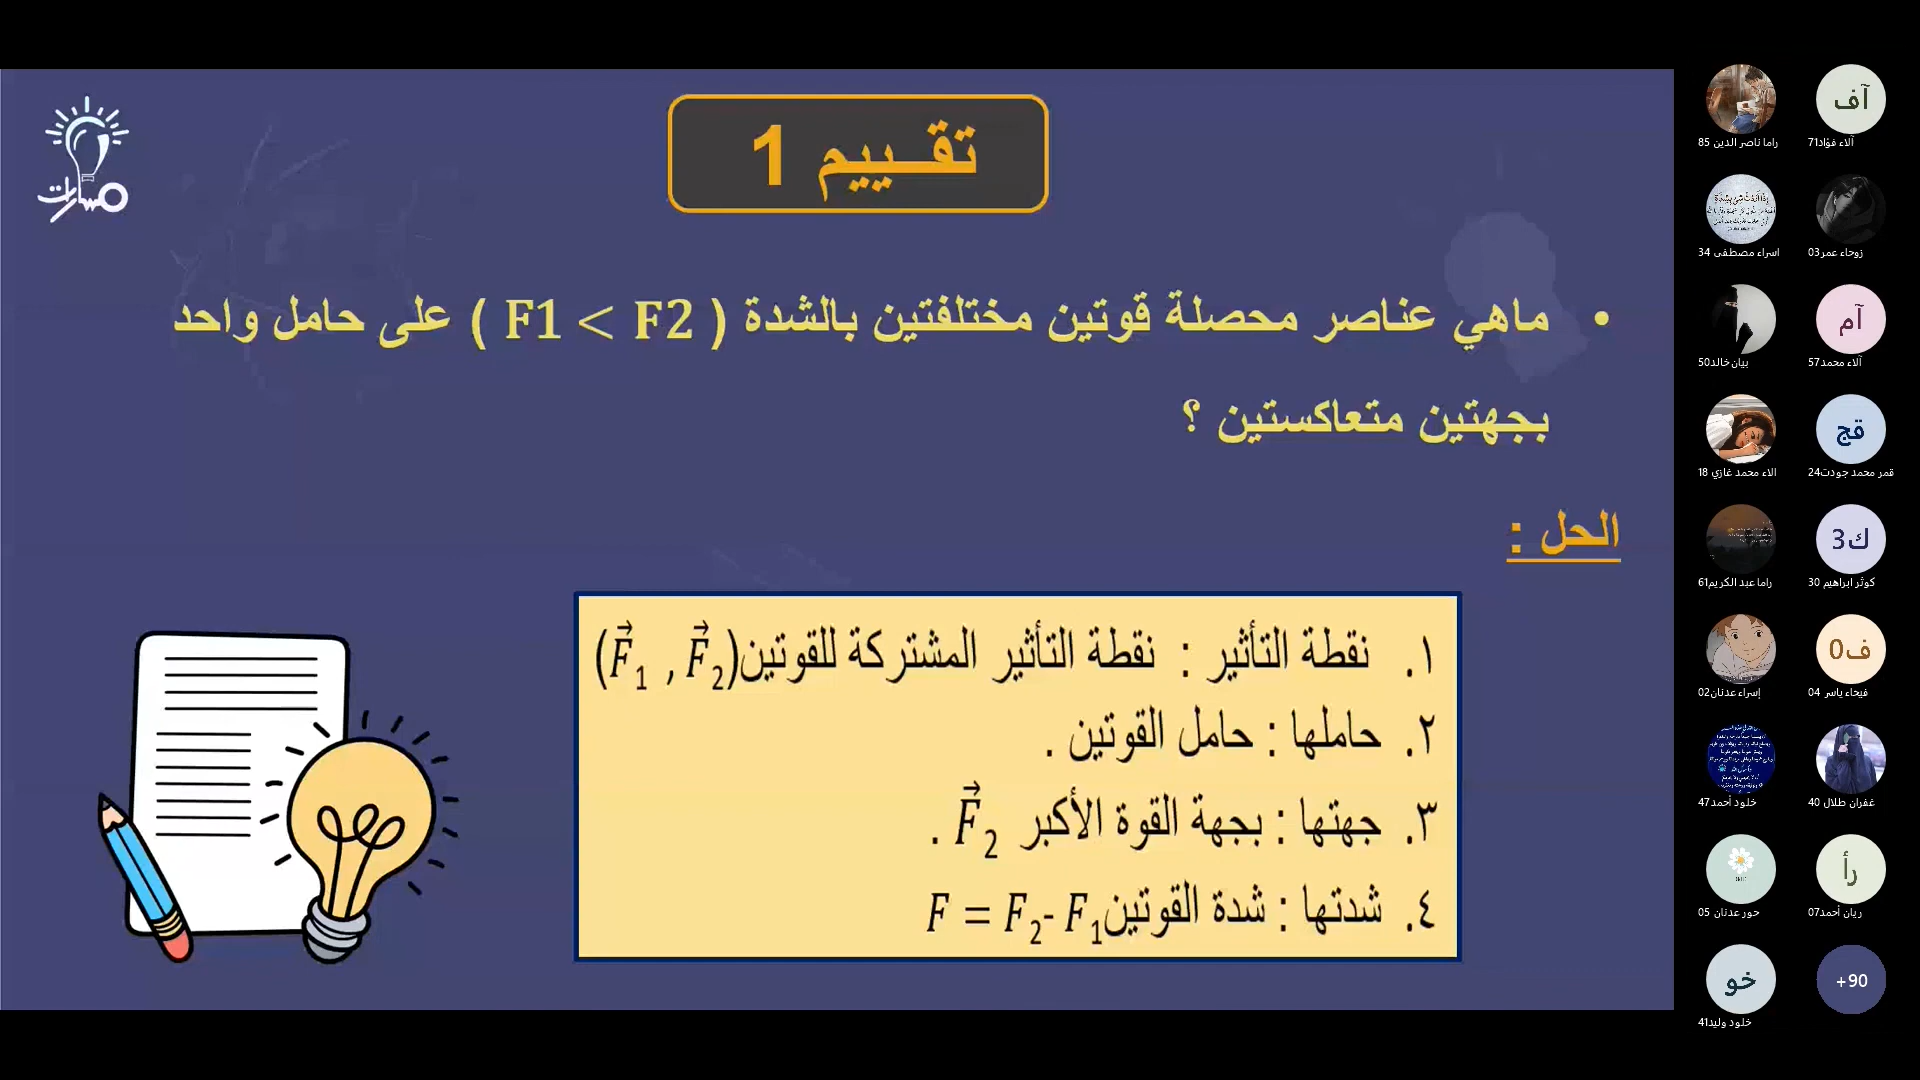 مسارات
تقـــييم 1
• ماهي عناصر محصلة قوتين مختلفتين بالشدة ( F1 < F2 ) على حامل واحد
بجهتين متعاكستين ؟
الحل :
١. نقطة التأثير : نقطة التأثير المشتركة للقوتين(F⃗₁ , F⃗₂)
٢. حاملها : حامل القوتين .
٣. جهتها : بجهة القوة الأكبر F⃗₂ .
٤. شدتها : شدة القوتين F = F₂- F₁
آف
آلاء فؤاد71
راما ناصر الدين 85
زوحاء عمر03
اسراء مصطفى 34
آم
آلاء محمد57
بيان خالد50
قج
قمر محمد جودت24
الاء محمد غازي 18
ك3
كوثر ابراهيم 30
راما عبد الكريم61
ف0
فيحاء ياسر 04
إسراء عدنان02
غفران طلال 40
خلود أحمد47
رأ
ريان أحمد07
حور عدنان 05
+90
خو
خلود وليد41